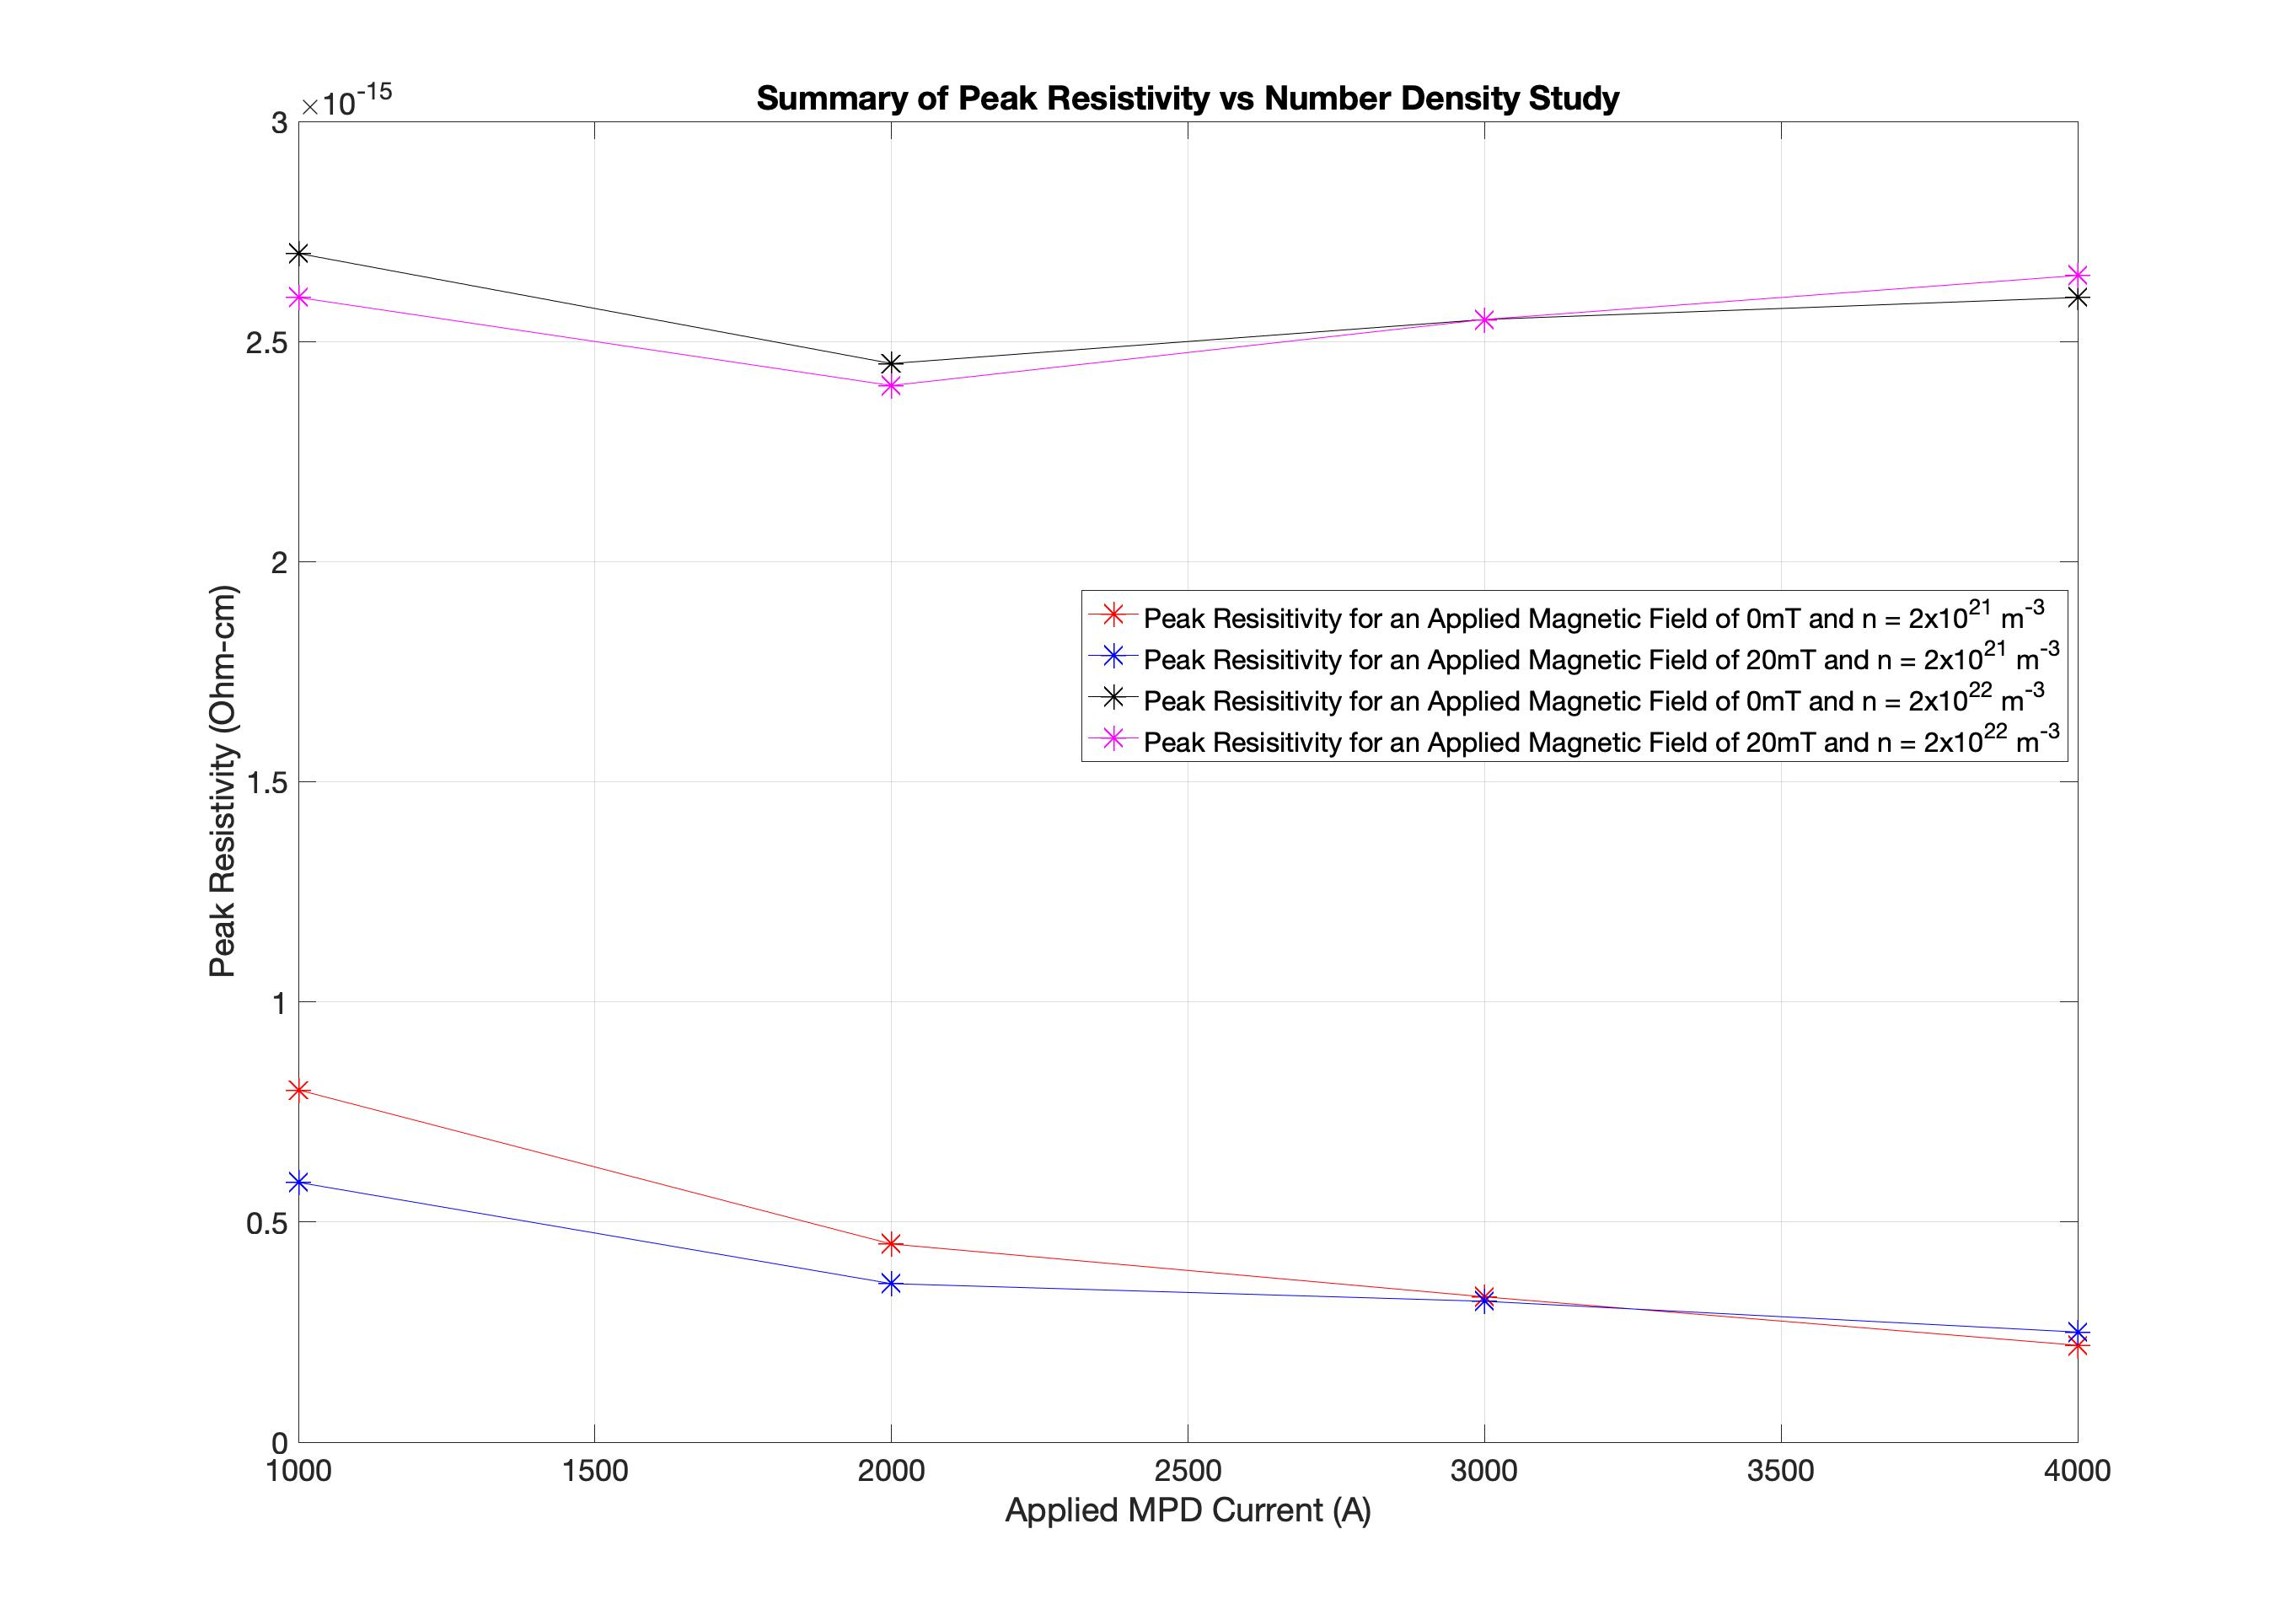 Summary of Peak Resistivity vs Number Density Study
×10-15
3
2.5
2
1.5
1
0.5
0
Peak Resistivity (Ohm-cm)
Peak Resisitivity for an Applied Magnetic Field of 0mT and n = 2x10^21 m^-3
Peak Resisitivity for an Applied Magnetic Field of 20mT and n = 2x10^21 m^-3
Peak Resisitivity for an Applied Magnetic Field of 0mT and n = 2x10^22 m^-3
Peak Resisitivity for an Applied Magnetic Field of 20mT and n = 2x10^22 m^-3
1000 1500 2000 2500 3000 3500 4000
Applied MPD Current (A)